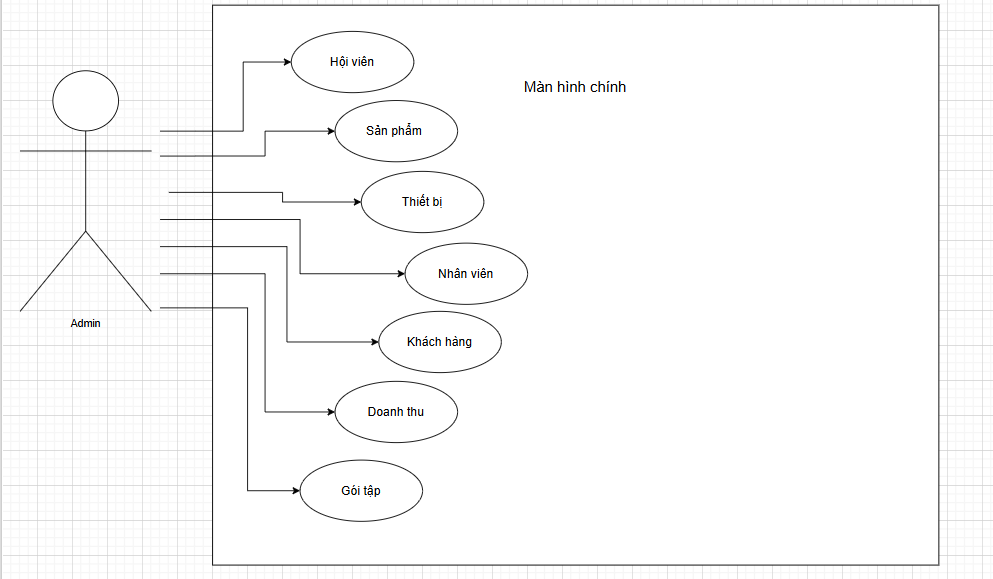 Hội viên
Màn hình chính
Sản phẩm
Thiết bị
Nhân viên
Khách hàng
Admin
Doanh thu
Gói tập